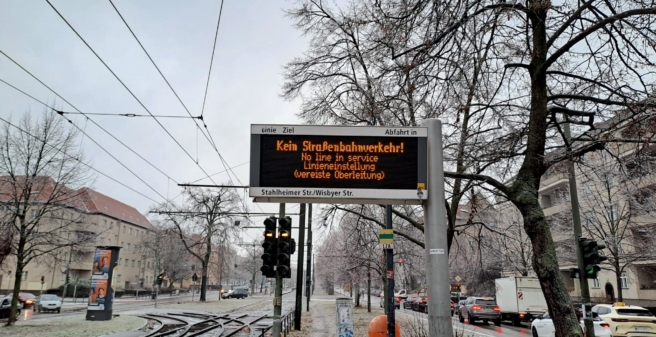 Linie Ziel Abfahrt in
Kein Straßenbahnverkehr!
No line in service
Linieneinstellung
(vereiste Oberleitung)
Stahlheimer Str./Wisbyer Str.